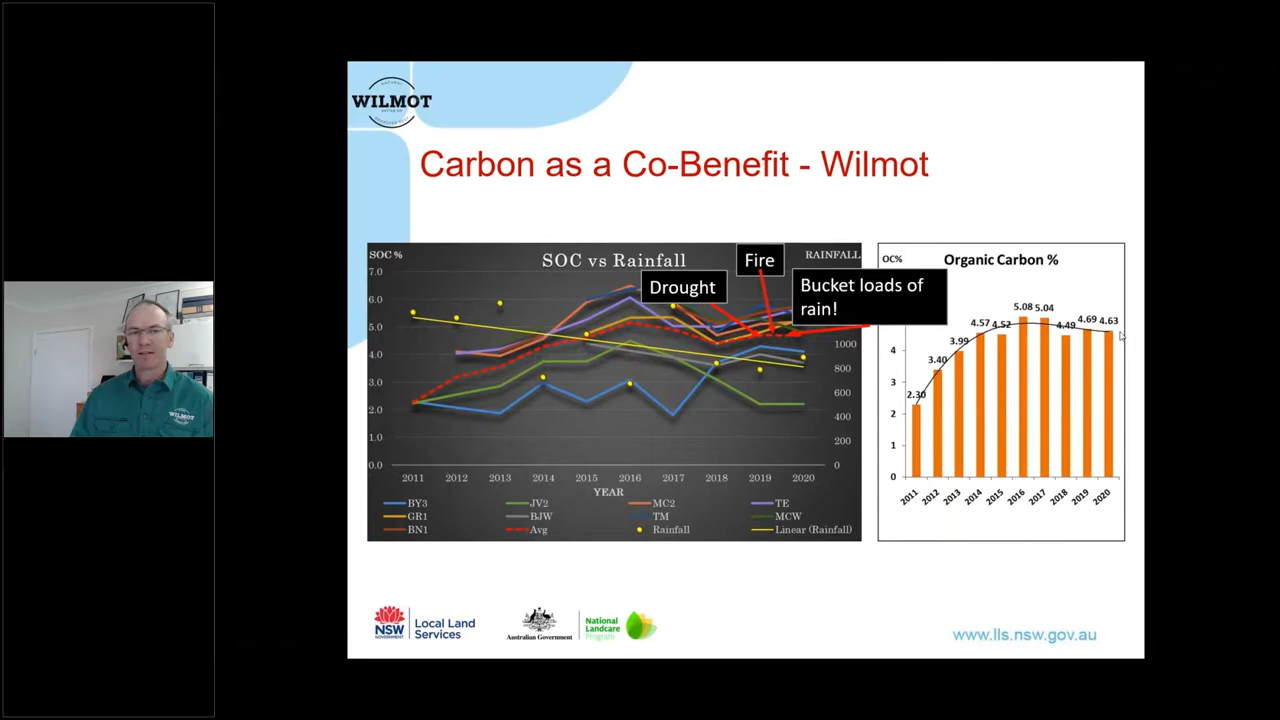 WILMOT
Carbon as a Co-Benefit - Wilmot
SOC %
SOC vs Rainfall
RAINFALL
Drought
Fire
Bucket loads of
rain!
7.0
6.0
5.0
4.0
3.0
2.0
1.0
0.0
1000
800
600
400
200
0
2011 2012 2013 2014 2015 2016 2017 2018 2019 2020
YEAR
BY3 JV2 MC2 TE
GR1 BJW TM MCW
BN1 Avg Rainfall Linear (Rainfall)
OC%
Organic Carbon %
2.30 3.40 3.99 4.57 4.52 5.08 5.04 4.49 4.69 4.63
4
3
2
1
0
2011 2012 2013 2014 2015 2016 2017 2018 2019 2020
NSW
GOVERNMENT
Local Land
Services
Australian Government
National
Landcare
Program
www.lls.nsw.gov.au
WILMOT